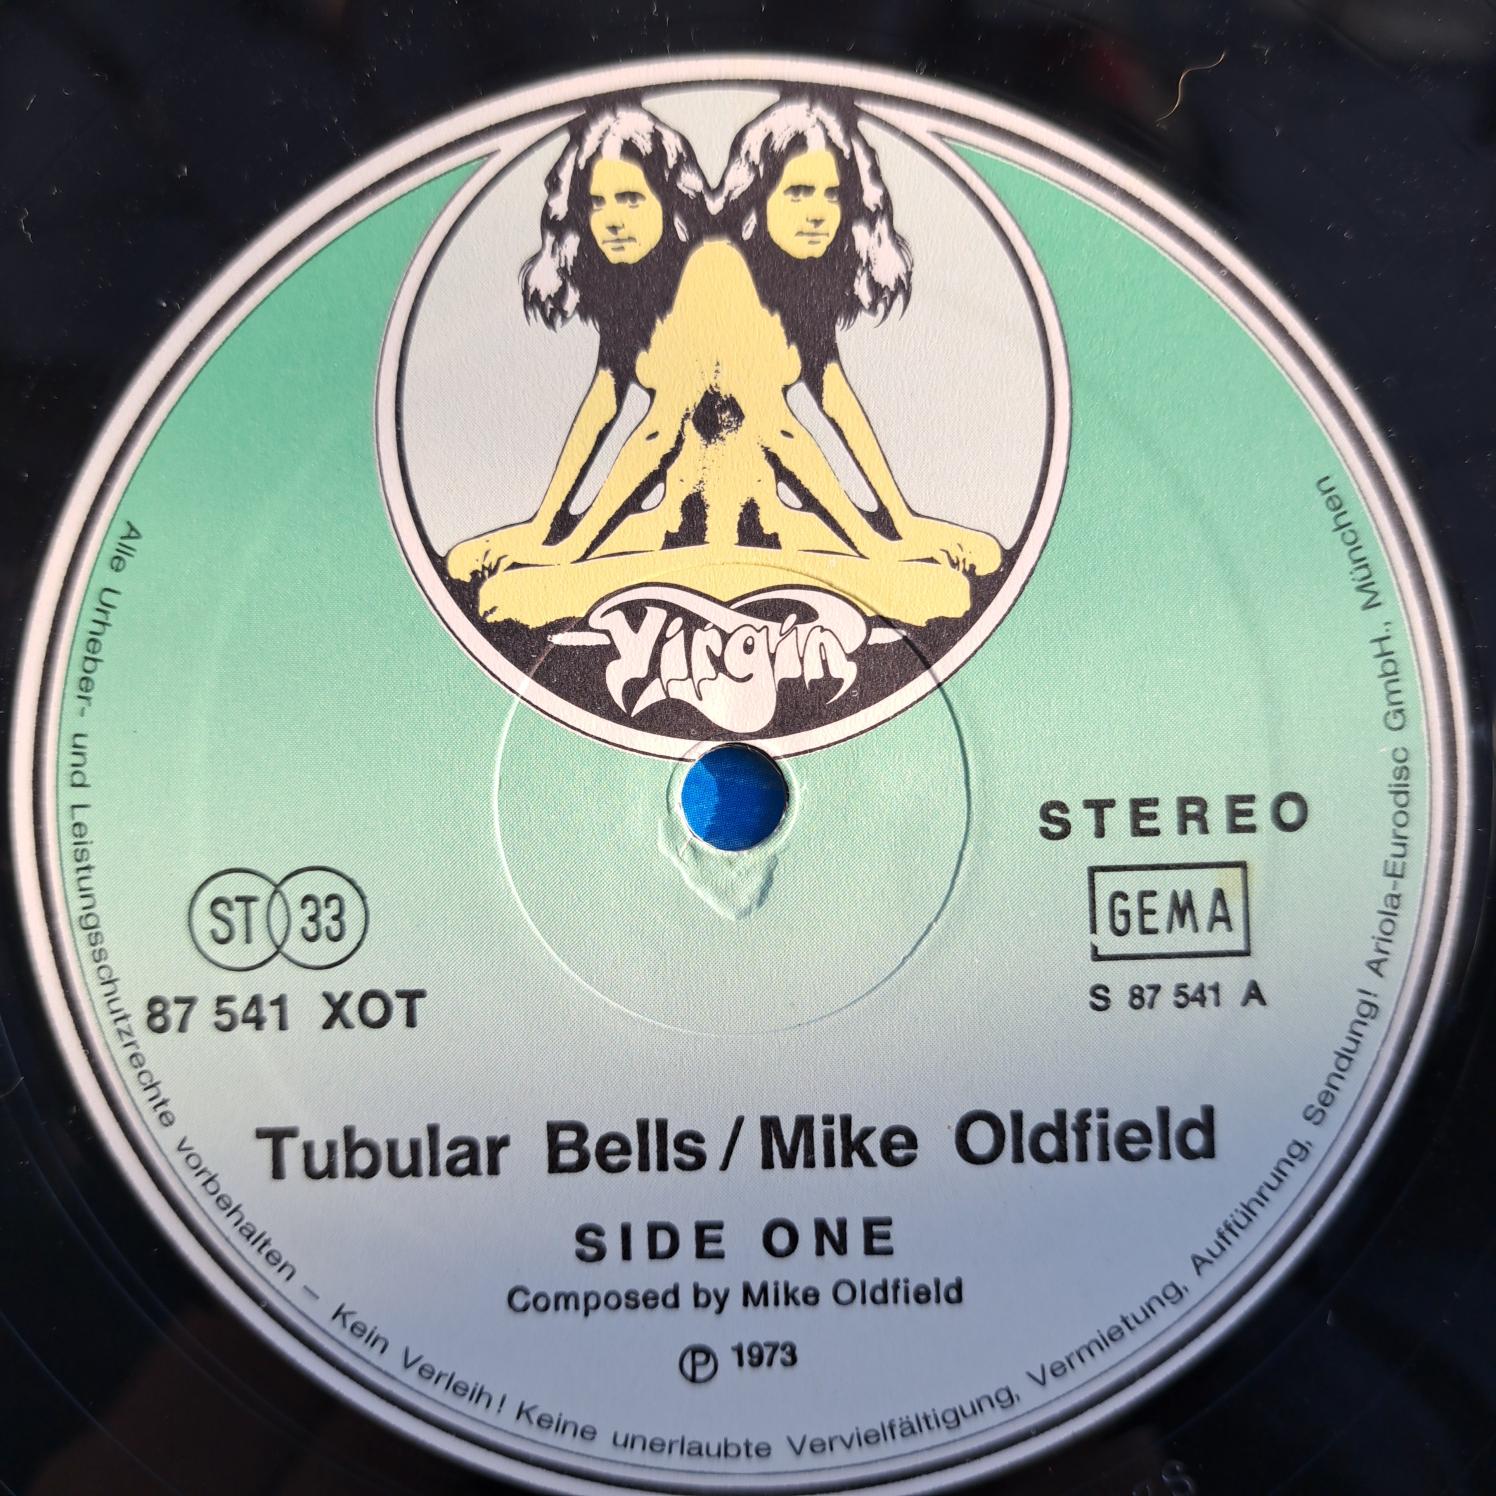 Virgin
STEREO
ST 33
GEMA
87 541 XOT
S 87 541 A
Tubular Bells/Mike Oldfield
SIDE ONE
Composed by Mike Oldfield
℗ 1973
Alle Urheber- und Leistungsschutzrechte vorbehalten – Kein Verleih! Keine unerlaubte Vervielfältigung, Vermietung, Aufführung, Sendung! Ariola-Eurodisc GmbH., München